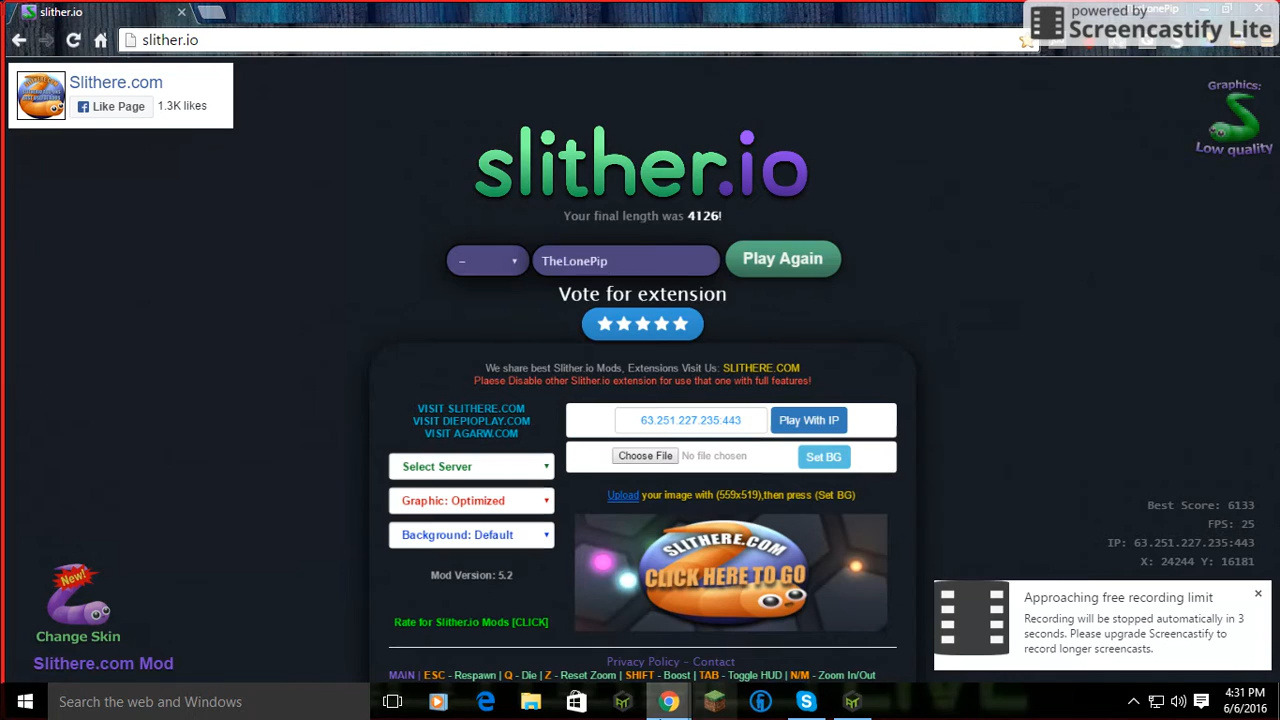 slither.io
TheLonePip
powered by
Screencastify Lite
slither.io
Slithere.com
Like Page
1.3K likes
Graphics:
Low quality
slither.io
Your final length was 4126!
–
TheLonePip
Play Again
Vote for extension
We share best Slither.io Mods, Extensions Visit Us: SLITHERE.COM
Plaese Disable other Slither.io extension for use that one with full features!
VISIT SLITHERE.COM
VISIT DIEPIOPLAY.COM
VISIT AGARW.COM
63.251.227.235:443
Play With IP
Choose File No file chosen
Set BG
Select Server
Graphic: Optimized
Background: Default
Upload your image with (559x519),then press (Set BG)
SLITHERE.COM
CLICK HERE TO GO
Mod Version: 5.2
Rate for Slither.io Mods [CLICK]
Best Score: 6133
FPS: 25
IP: 63.251.227.235:443
X: 24244 Y: 16181
New!
Change Skin
Slithere.com Mod
Approaching free recording limit
Recording will be stopped automatically in 3
seconds. Please upgrade Screencastify to
record longer screencasts.
Privacy Policy - Contact
MAIN | ESC - Respawn | Q - Die | Z - Reset Zoom | SHIFT - Boost | TAB - Toggle HUD | N/M - Zoom In/Out
Search the web and Windows
4:31 PM
6/6/2016